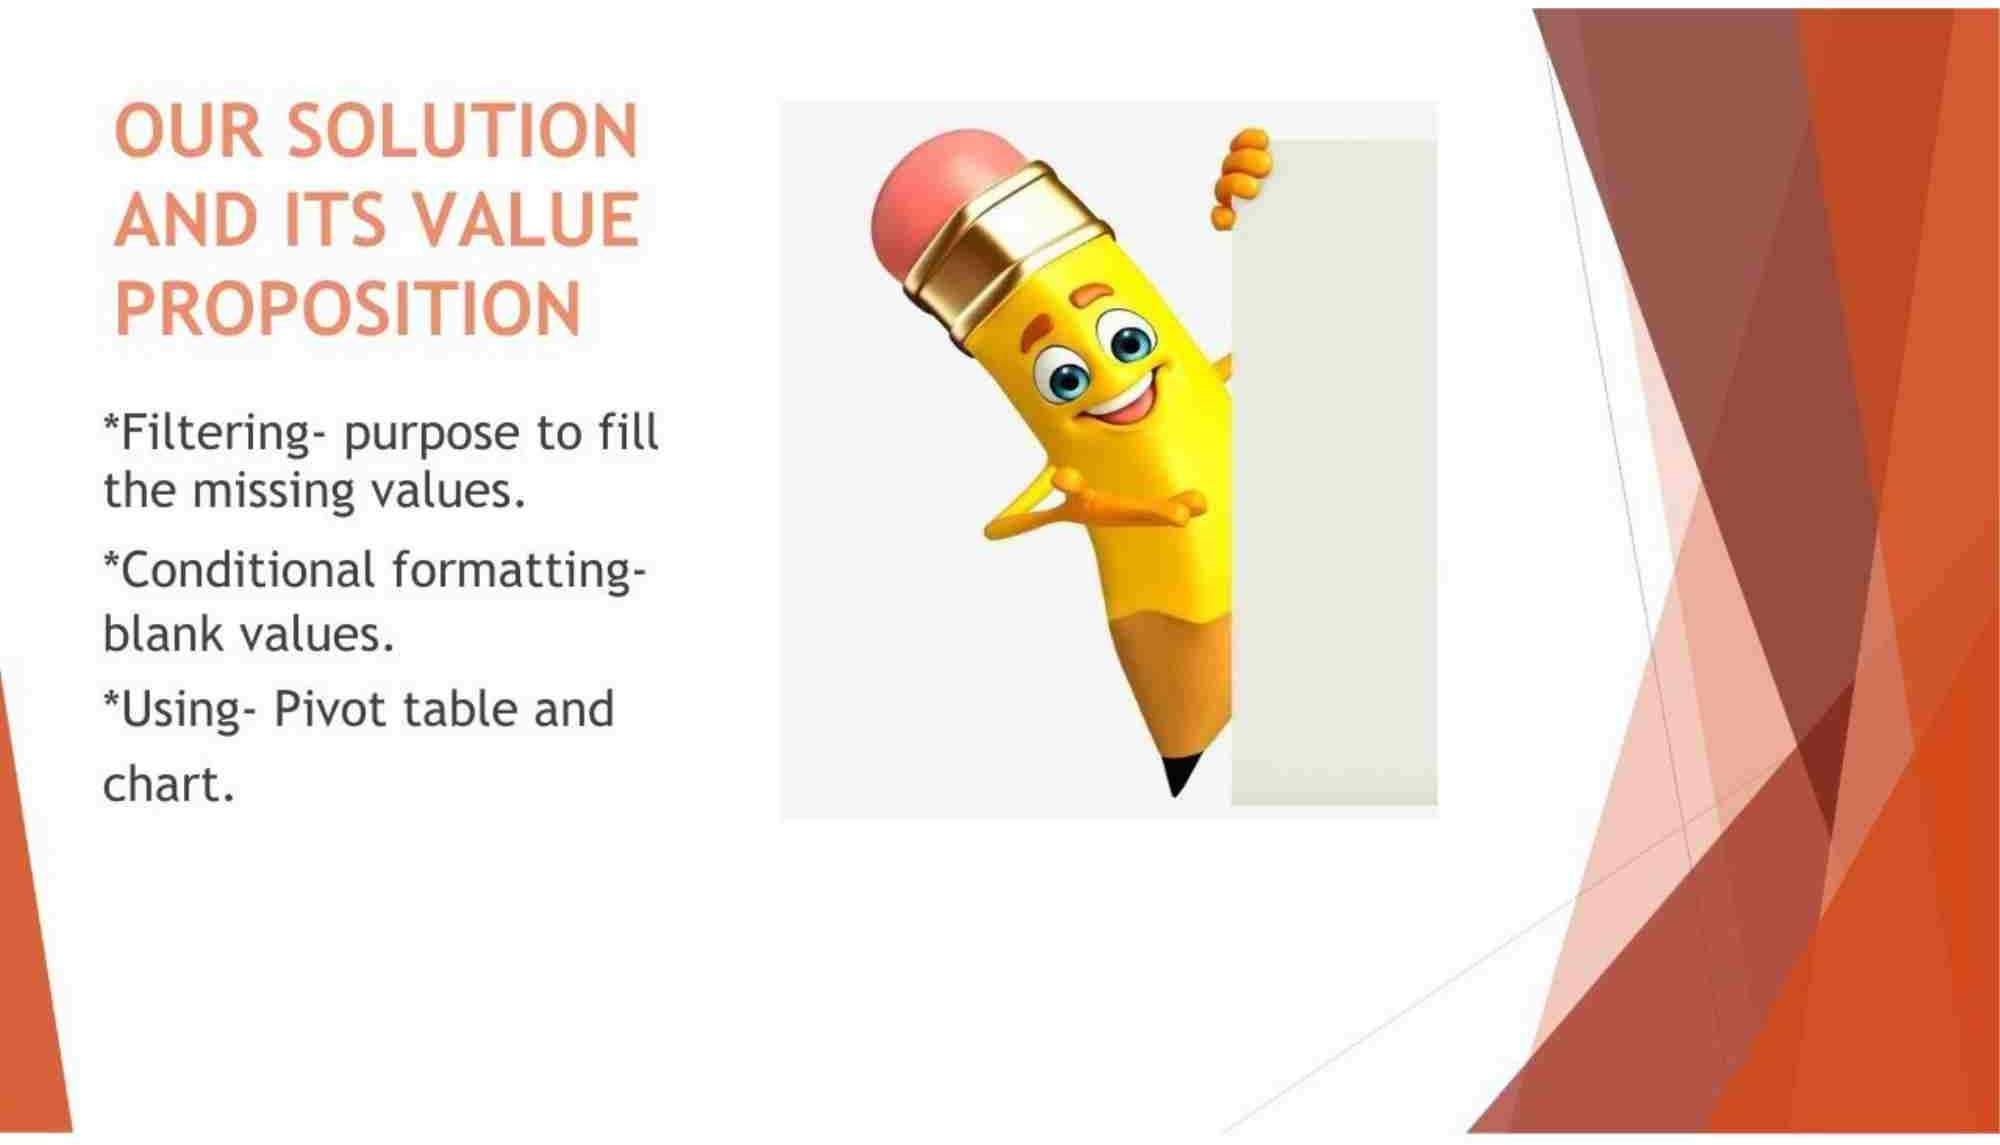 OUR SOLUTION
AND ITS VALUE
PROPOSITION
*Filtering- purpose to fill
the missing values.
*Conditional formatting-
blank values.
*Using- Pivot table and
chart.